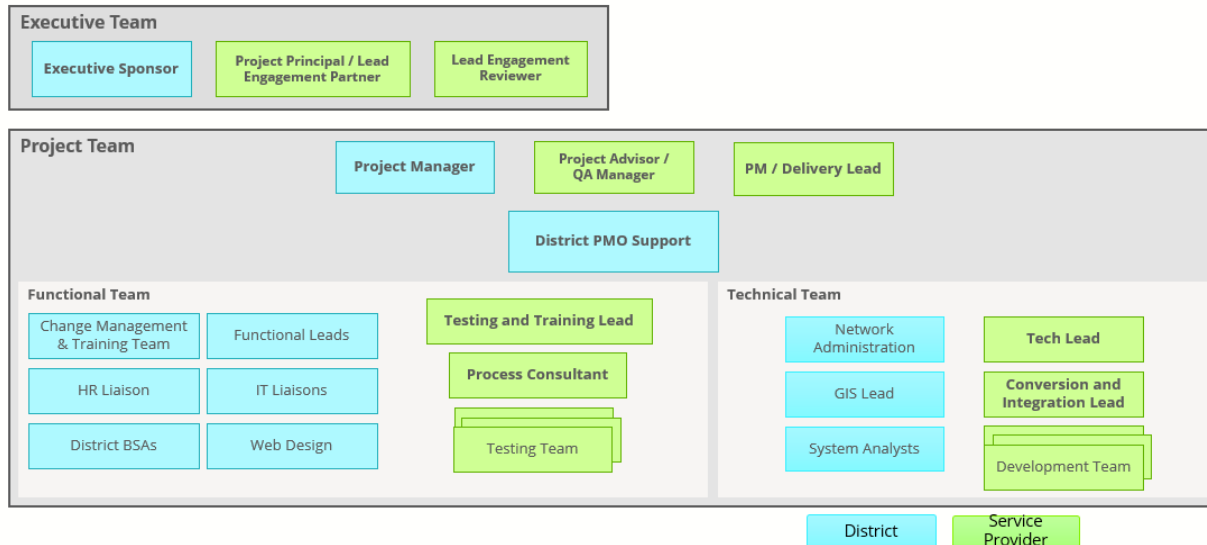 Executive Team
Executive Sponsor
Project Principal / Lead
Engagement Partner
Lead Engagement
Reviewer
Project Team
Project Manager
Project Advisor /
QA Manager
PM / Delivery Lead
District PMO Support
Functional Team
Change Management
& Training Team
Functional Leads
HR Liaison
IT Liaisons
District BSAs
Web Design
Testing and Training Lead
Process Consultant
Testing Team
Technical Team
Network
Administration
GIS Lead
System Analysts
Tech Lead
Conversion and
Integration Lead
Development Team
District
Service
Provider